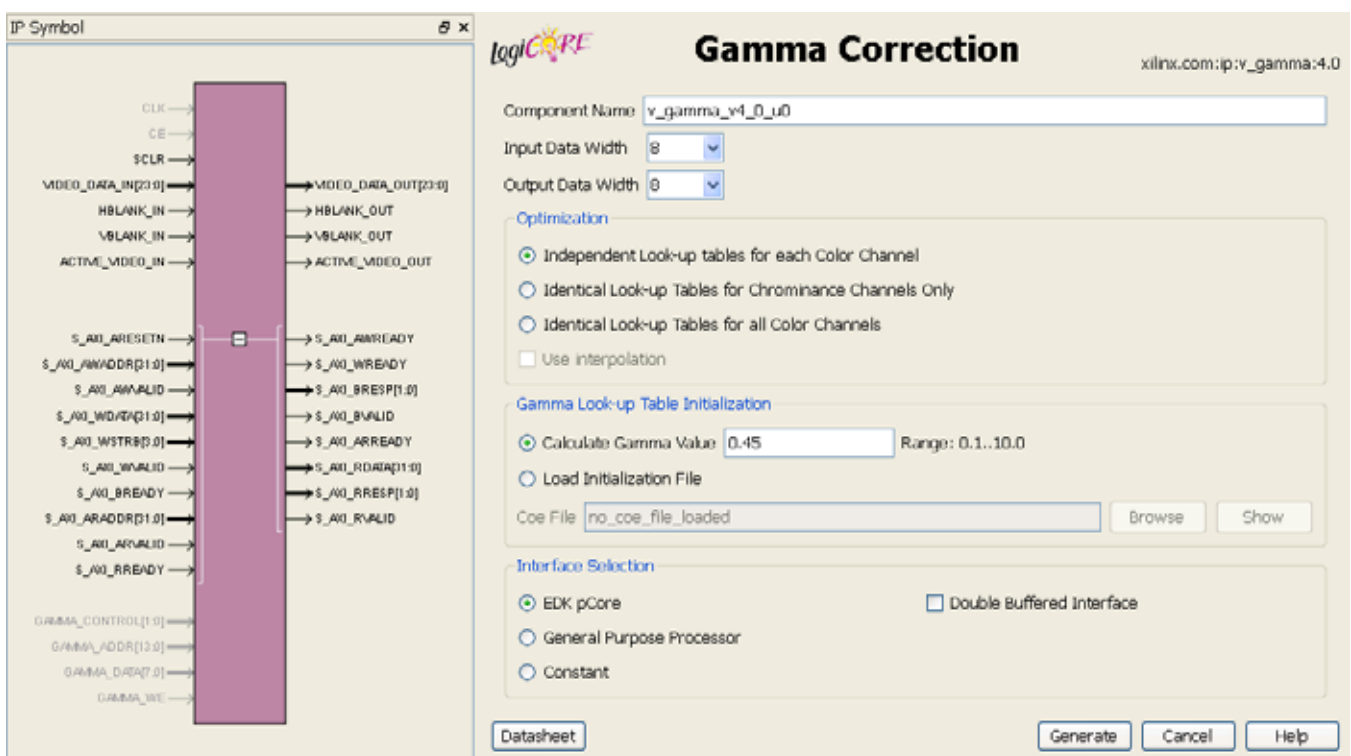 IP Symbol
CLK
CE
SCLR
VIDEO_DATA_IN[23:0]
VIDEO_DATA_OUT[23:0]
HBLANK_IN
HBLANK_OUT
VBLANK_IN
VBLANK_OUT
ACTIVE_VIDEO_IN
ACTIVE_VIDEO_OUT
S_AXI_ARESETN
S_AXI_AWREADY
S_AXI_AWADDR[31:0]
S_AXI_WREADY
S_AXI_AWVALID
S_AXI_BRESP[1:0]
S_AXI_WDATA[31:0]
S_AXI_BVALID
S_AXI_WSTRB[3:0]
S_AXI_ARREADY
S_AXI_WVALID
S_AXI_RDATA[31:0]
S_AXI_BREADY
S_AXI_RRESP[1:0]
S_AXI_ARADDR[31:0]
S_AXI_RVALID
S_AXI_ARVALID
S_AXI_RREADY
GAMMA_CONTROL[1:0]
GAMMA_ADDR[13:0]
GAMMA_DATA[7:0]
GAMMA_WE
LogiCORE
Gamma Correction
xilinx.com:ip:v_gamma:4.0
Component Name v_gamma_v4_0_u0
Input Data Width 8
Output Data Width 8
Optimization
Independent Look-up tables for each Color Channel
Identical Look-up Tables for Chrominance Channels Only
Identical Look-up Tables for all Color Channels
Use interpolation
Gamma Look-up Table Initialization
Calculate Gamma Value 0.45 Range: 0.1..10.0
Load Initialization File
Coe File no_coe_file_loaded Browse Show
Interface Selection
EDK pCore Double Buffered Interface
General Purpose Processor
Constant
Datasheet Generate Cancel Help